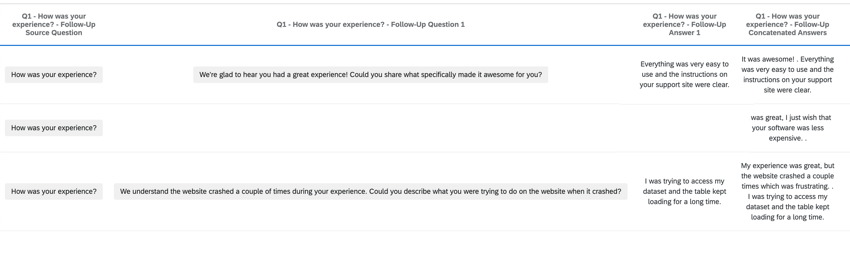 Q1 - How was your
experience? - Follow-Up
Source Question
Q1 - How was your experience? - Follow-Up Question 1
Q1 - How was your
experience? - Follow-Up
Answer 1
Q1 - How was your
experience? - Follow-Up
Concatenated Answers
How was your experience?
We're glad to hear you had a great experience! Could you share what specifically made it awesome for you?
Everything was very easy to
use and the instructions on
your support site were clear.
It was awesome! . Everything
was very easy to use and the
instructions on your support
site were clear.
How was your experience?
was great, I just wish that
your software was less
expensive. .
How was your experience?
We understand the website crashed a couple of times during your experience. Could you describe what you were trying to do on the website when it crashed?
I was trying to access my
dataset and the table kept
loading for a long time.
My experience was great, but
the website crashed a couple
times which was frustrating. .
I was trying to access my
dataset and the table kept
loading for a long time.